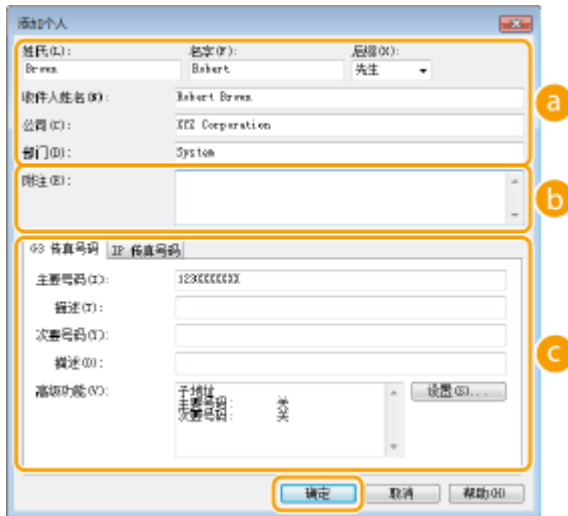 添加个人
姓氏(L): 名字(F): 后缀(X):
Brown Robert 先生
收件人姓名(N): Robert Brown
公司(C): XYZ Corporation
部门(D): System
a
附注(E):
b
G3 传真号码 IP 传真号码
主要号码(I): 123XXXXXXX
描述(T):
次要号码(Y):
描述(O):
高级功能(V): 子地址 设置(S)...
主要号码: 关
次要号码: 关
c
确定 取消 帮助(H)